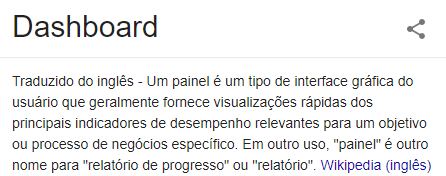 Dashboard
Traduzido do inglês - Um painel é um tipo de interface gráfica do
usuário que geralmente fornece visualizações rápidas dos
principais indicadores de desempenho relevantes para um objetivo
ou processo de negócios específico. Em outro uso, "painel" é outro
nome para "relatório de progresso" ou "relatório". Wikipedia (inglês)